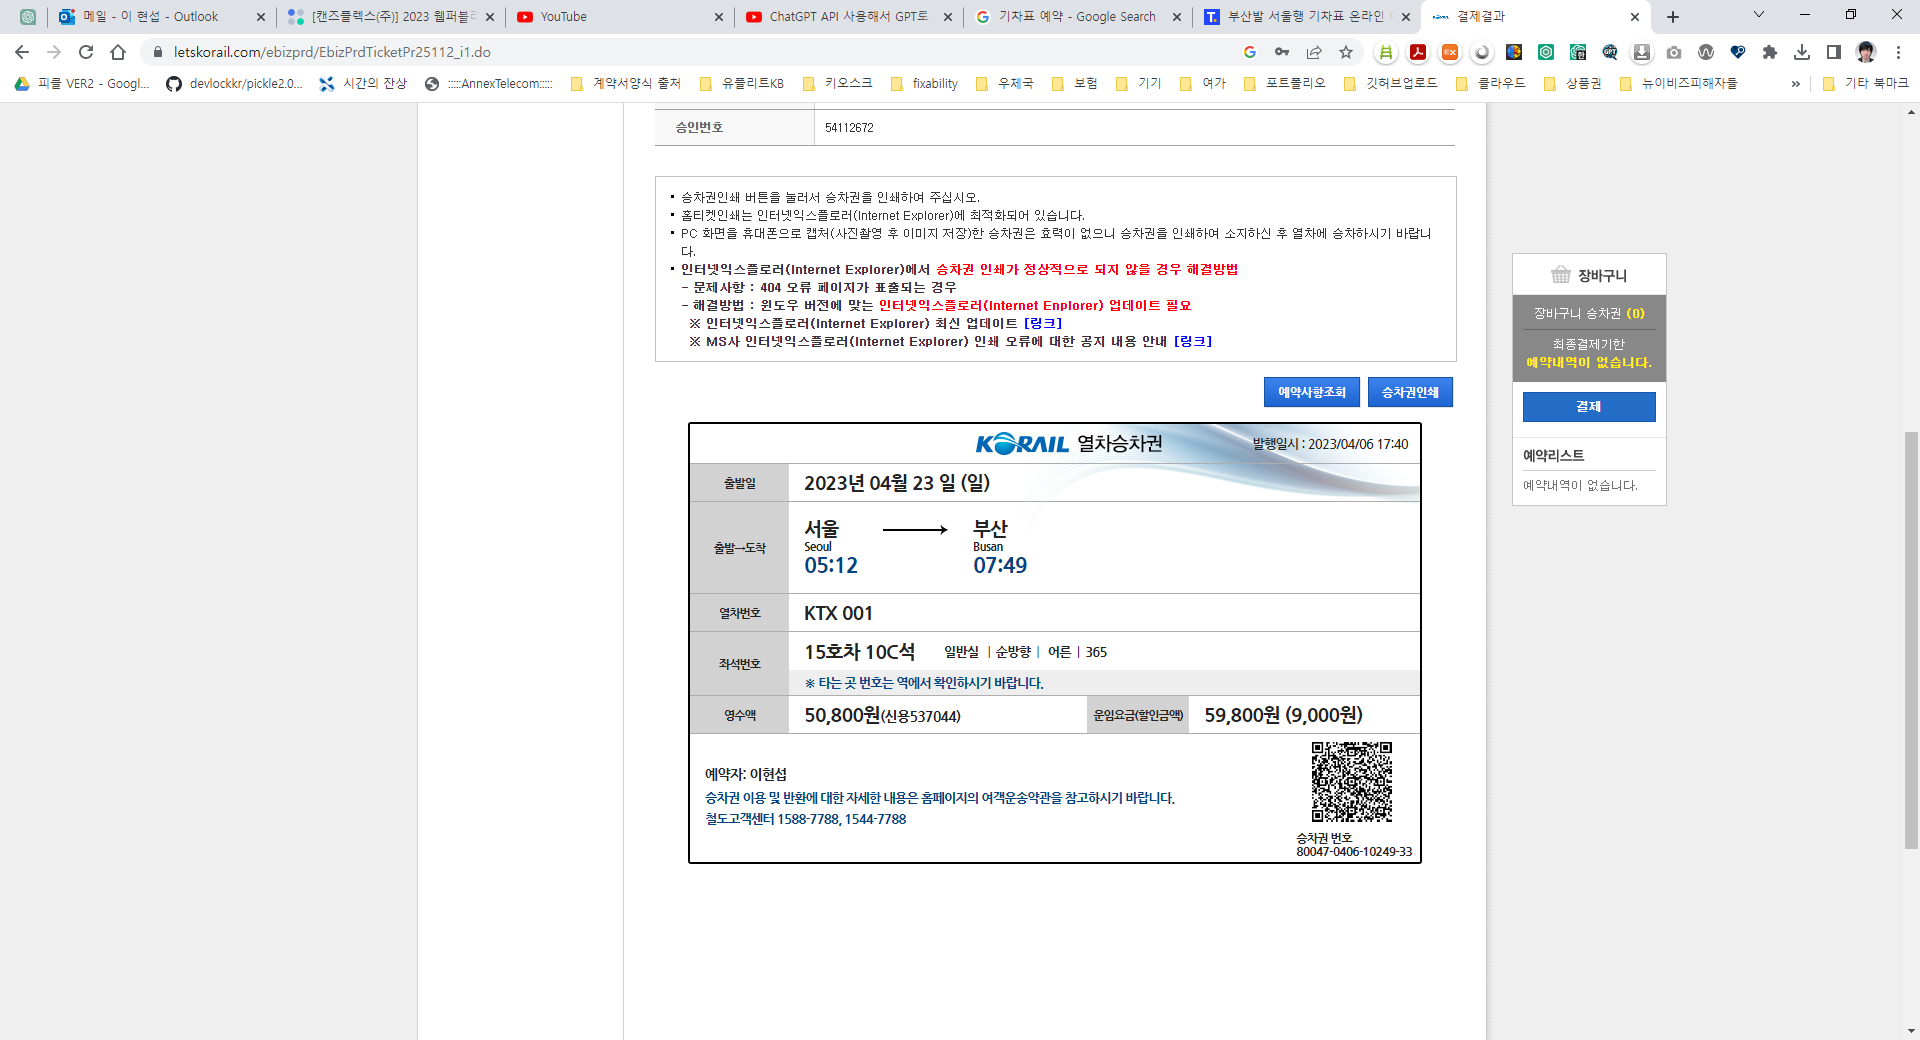 메일 - 이 현섭 - Outlook
[캔즈플렉스(주)] 2023 웹퍼블리
YouTube
ChatGPT API 사용해서 GPT로
기차표 예약 - Google Search
부산발 서울행 기차표 온라인
결제결과
letskorail.com/ebizprd/EbizPrdTicketPr25112_i1.do
피클 VER2 - Googl...
devlockkr/pickle2.0...
시간의 잔상
:::::AnnexTelecom:::::
계약서양식 출처
유플리트KB
키오스크
fixability
우체국
보험
기기
여가
포트폴리오
깃허브업로드
클라우드
상품권
뉴이비즈피해자들
»
기타 북마크
승인번호 54112672
• 승차권인쇄 버튼을 눌러서 승차권을 인쇄하여 주십시오.
• 홈티켓인쇄는 인터넷익스플로러(Internet Explorer)에 최적화되어 있습니다.
• PC 화면을 휴대폰으로 캡처(사진촬영 후 이미지 저장)한 승차권은 효력이 없으니 승차권을 인쇄하여 소지하신 후 열차에 승차하시기 바랍니
다.
• 인터넷익스플로러(Internet Explorer)에서 승차권 인쇄가 정상적으로 되지 않을 경우 해결방법
- 문제사항 : 404 오류 페이지가 표출되는 경우
- 해결방법 : 윈도우 버전에 맞는 인터넷익스플로러(Internet Enplorer) 업데이트 필요
※ 인터넷익스플로러(Internet Explorer) 최신 업데이트 [링크]
※ MS사 인터넷익스플로러(Internet Explorer) 인쇄 오류에 대한 공지 내용 안내 [링크]
예약사항조회 승차권인쇄
KORAIL 열차승차권 발행일시 : 2023/04/06 17:40
출발일 2023년 04월 23 일 (일)
출발→도착
서울 → 부산
Seoul Busan
05:12 07:49
열차번호 KTX 001
좌석번호 15호차 10C석 일반실 | 순방향 | 어른 | 365
※ 타는 곳 번호는 역에서 확인하시기 바랍니다.
영수액 50,800원(신용537044) 운임요금(할인금액) 59,800원 (9,000원)
예약자: 이현섭
승차권 이용 및 반환에 대한 자세한 내용은 홈페이지의 여객운송약관을 참고하시기 바랍니다.
철도고객센터 1588-7788, 1544-7788
승차권 번호
80047-0406-10249-33
장바구니
장바구니 승차권 (0)
최종결제기한
예약내역이 없습니다.
결제
예약리스트
예약내역이 없습니다.